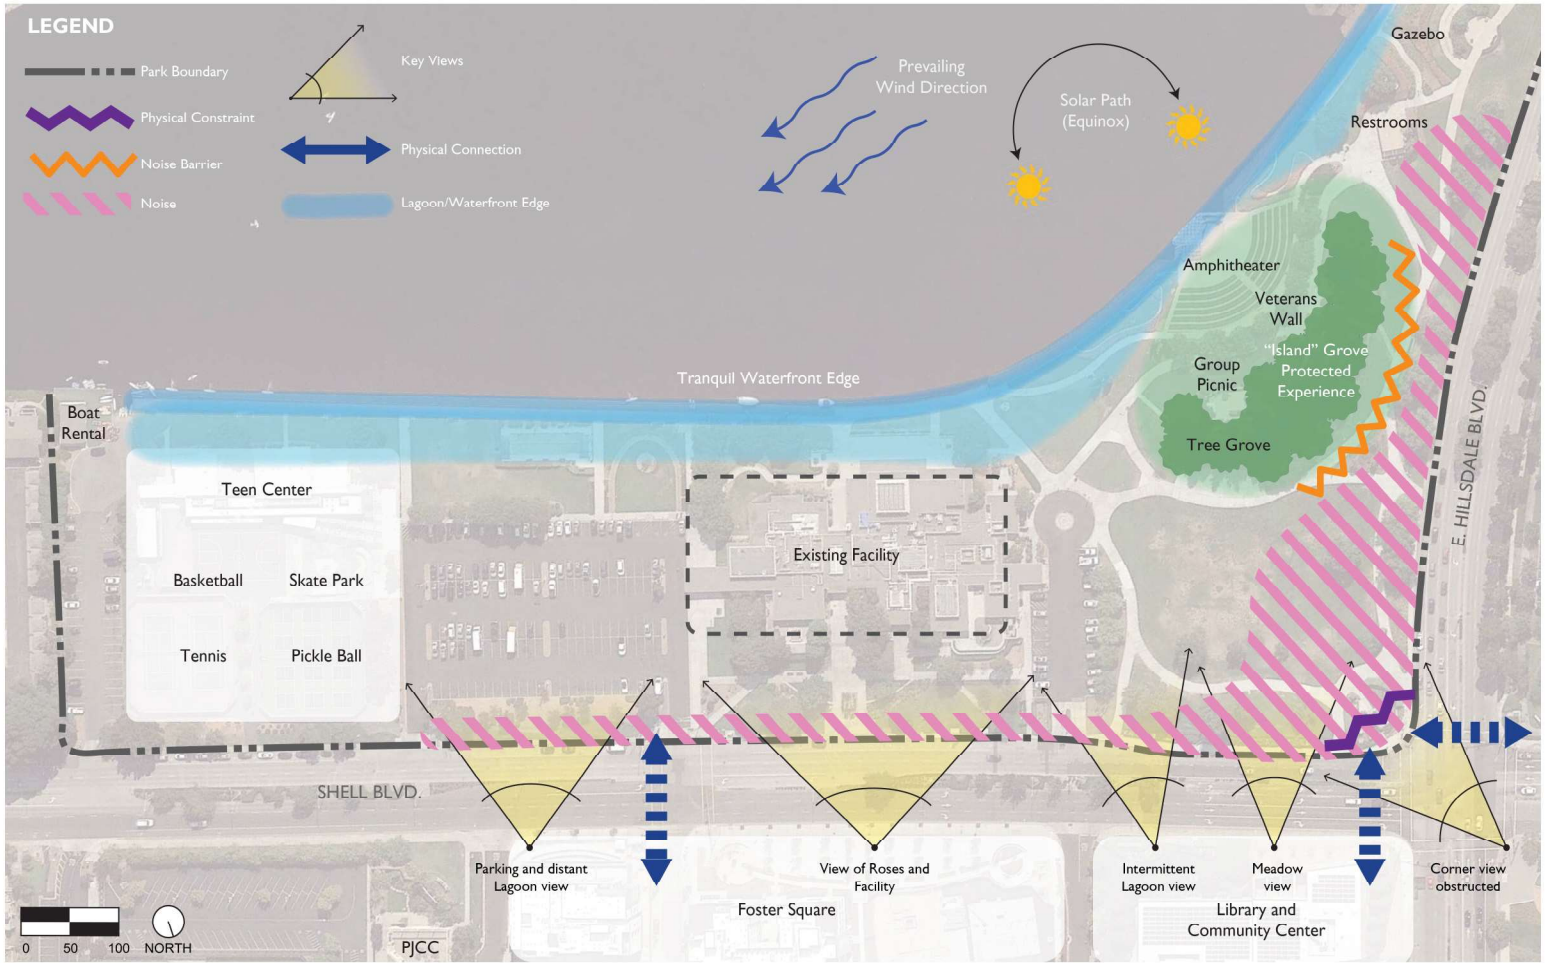 LEGEND
Park Boundary
Physical Constraint
Noise Barrier
Noise
Key Views
Physical Connection
Lagoon/Waterfront Edge
Prevailing
Wind Direction
Solar Path
(Equinox)
Gazebo
Restrooms
Amphitheater
Veterans
Wall
"Island" Grove
Protected
Experience
Group
Picnic
Tree Grove
Tranquil Waterfront Edge
Boat
Rental
Teen Center
Basketball
Skate Park
Tennis
Pickle Ball
Existing Facility
E. HILLSDALE BLVD.
SHELL BLVD.
Parking and distant
Lagoon view
View of Roses and
Facility
Intermittent
Lagoon view
Meadow
view
Corner view
obstructed
Foster Square
Library and
Community Center
PJCC
0 50 100
NORTH